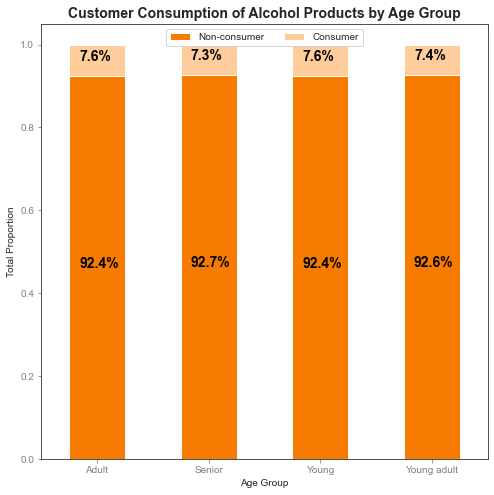 Customer Consumption of Alcohol Products by Age Group
Non-consumer Consumer
1.0
0.8
0.6
0.4
0.2
0.0
Total Proportion
7.6% 7.3% 7.6% 7.4%
92.4% 92.7% 92.4% 92.6%
Adult Senior Young Young adult
Age Group